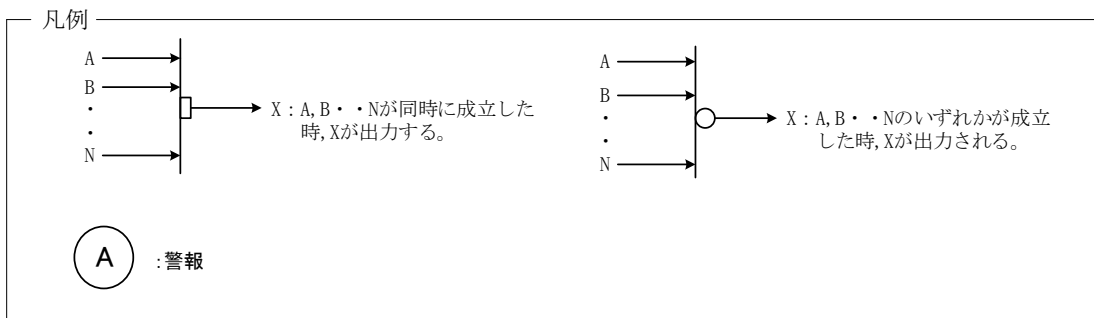 凡例
A
B
・
・
N
X：A,B・・Nが同時に成立した
時,Xが出力する。
A
B
・
・
N
X：A,B・・Nのいずれかが成立
した時,Xが出力される。
A :警報